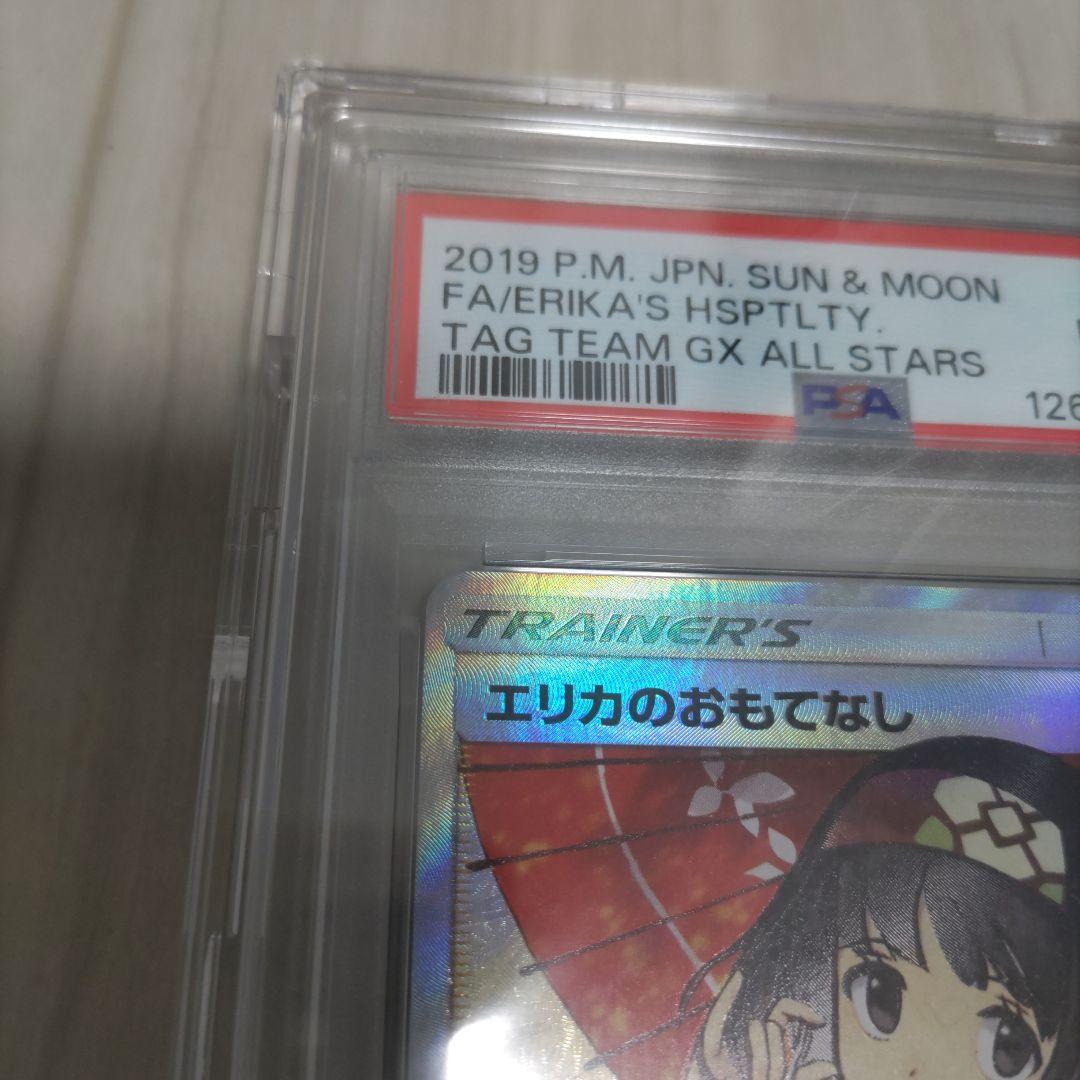 2019 P.M. JPN. SUN & MOON
FA/ERIKA'S HSPTLTY.
TAG TEAM GX ALL STARS
PSA
126
TRAINER'S
エリカのおもてなし